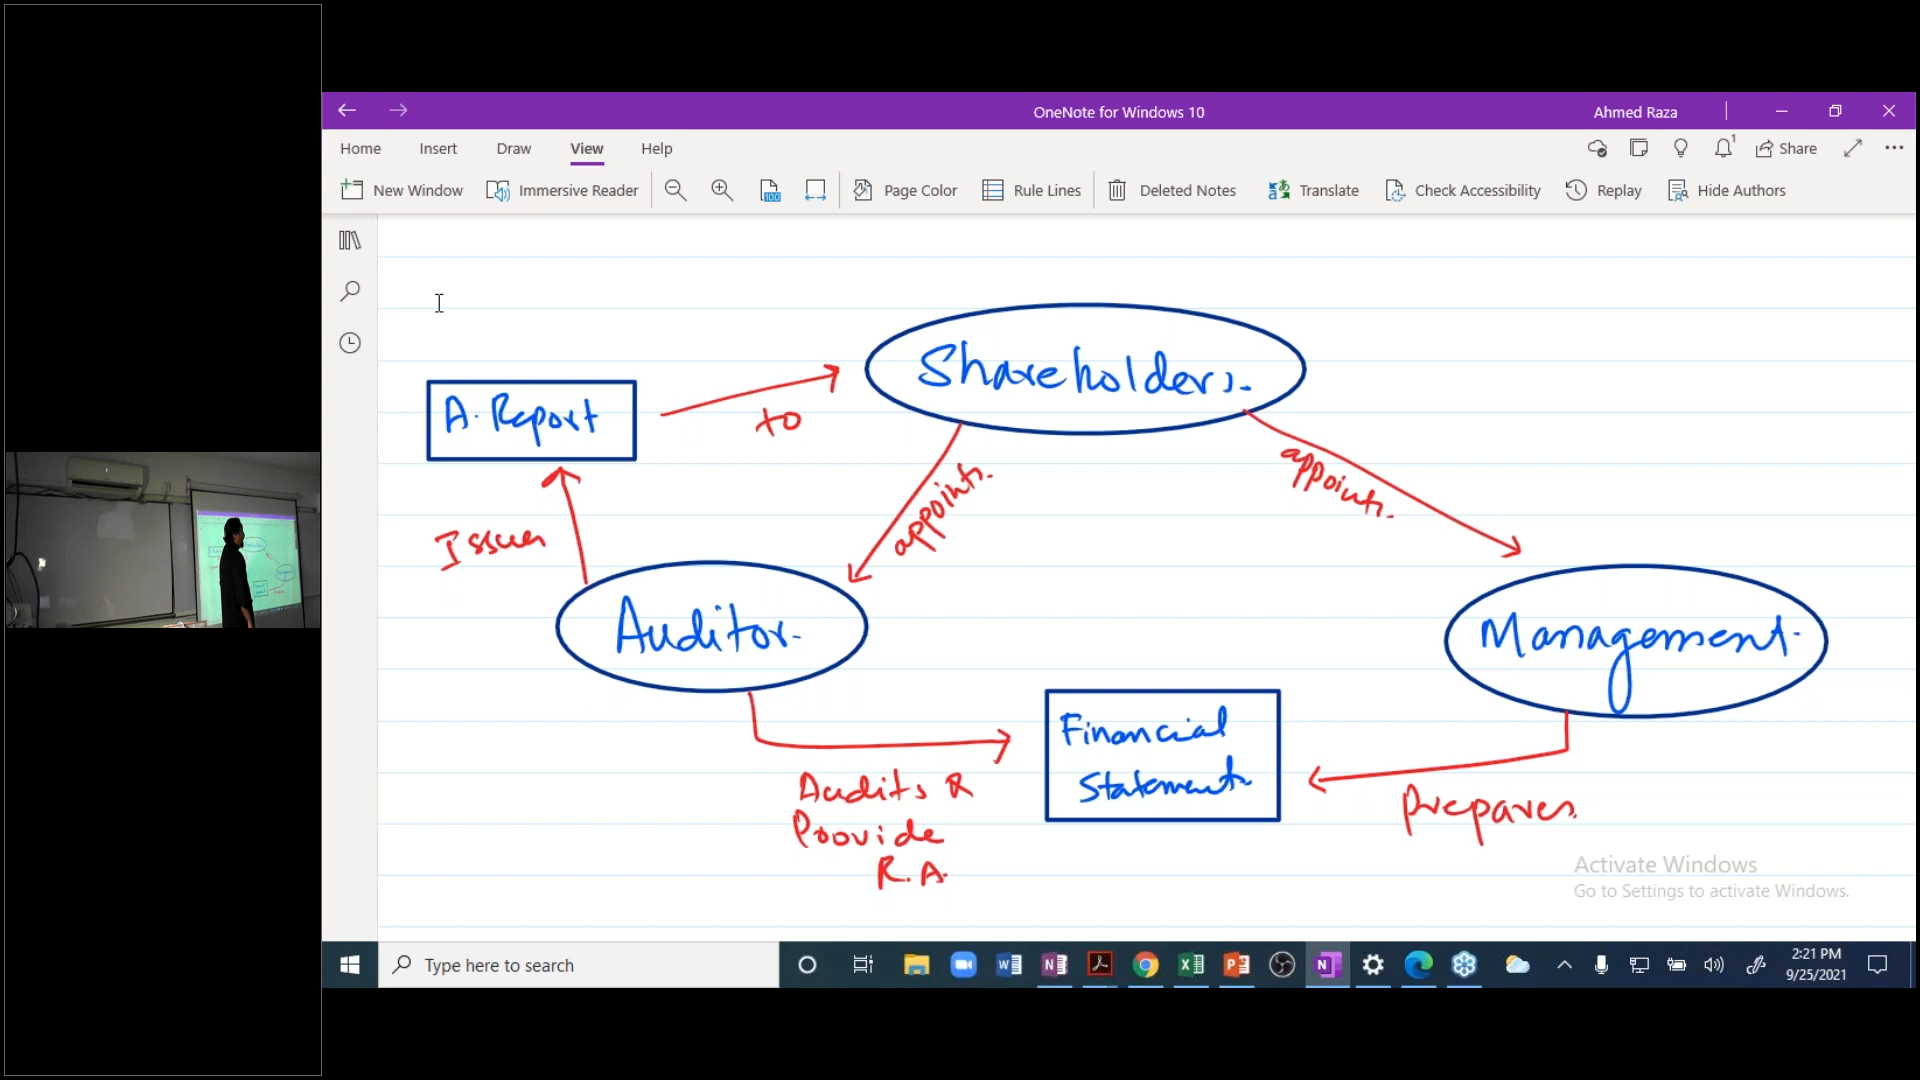 OneNote for Windows 10
Ahmed Raza
Home Insert Draw View Help
1
Share
New Window Immersive Reader
100
Page Color Rule Lines Deleted Notes Translate Check Accessibility Replay Hide Authors
Shareholders.
A. Report
to
appoints.
appoints.
Issues
Auditor.
Management.
Financial
Statements
Audits &
Provide
R.A.
Prepares
Activate Windows
Go to Settings to activate Windows.
Type here to search
2:21 PM
9/25/2021